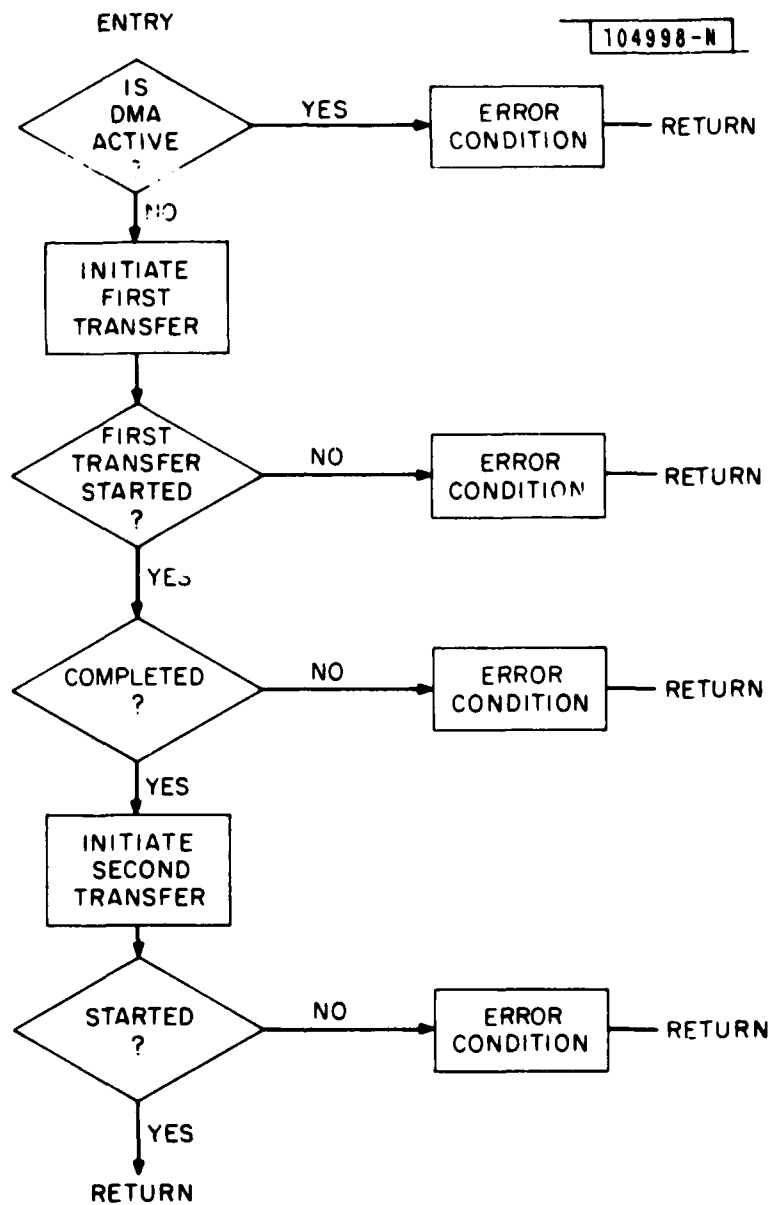 ENTRY
104998-N
IS
DMA
ACTIVE
?
YES
ERROR
CONDITION
RETURN
NO
INITIATE
FIRST
TRANSFER
FIRST
TRANSFER
STARTED
?
NO
ERROR
CONDITION
RETURN
YES
COMPLETED
?
NO
ERROR
CONDITION
RETURN
YES
INITIATE
SECOND
TRANSFER
STARTED
?
NO
ERROR
CONDITION
RETURN
YES
RETURN